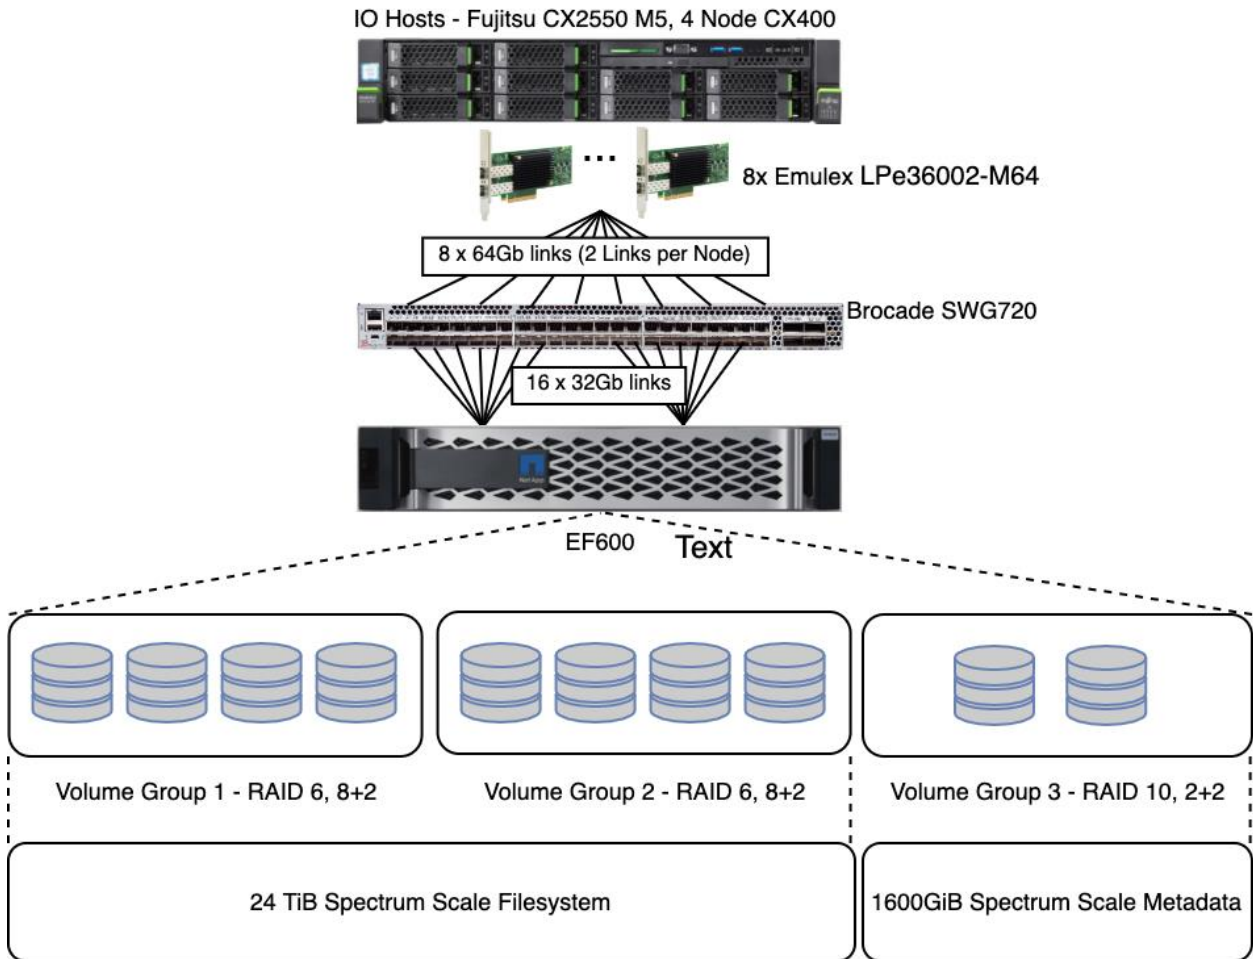 IO Hosts - Fujitsu CX2550 M5, 4 Node CX400
8x Emulex LPe36002-M64
8 x 64Gb links (2 Links per Node)
Brocade SWG720
16 x 32Gb links
NetApp
EF600
Text
Volume Group 1 - RAID 6, 8+2
Volume Group 2 - RAID 6, 8+2
Volume Group 3 - RAID 10, 2+2
24 TiB Spectrum Scale Filesystem
1600GiB Spectrum Scale Metadata